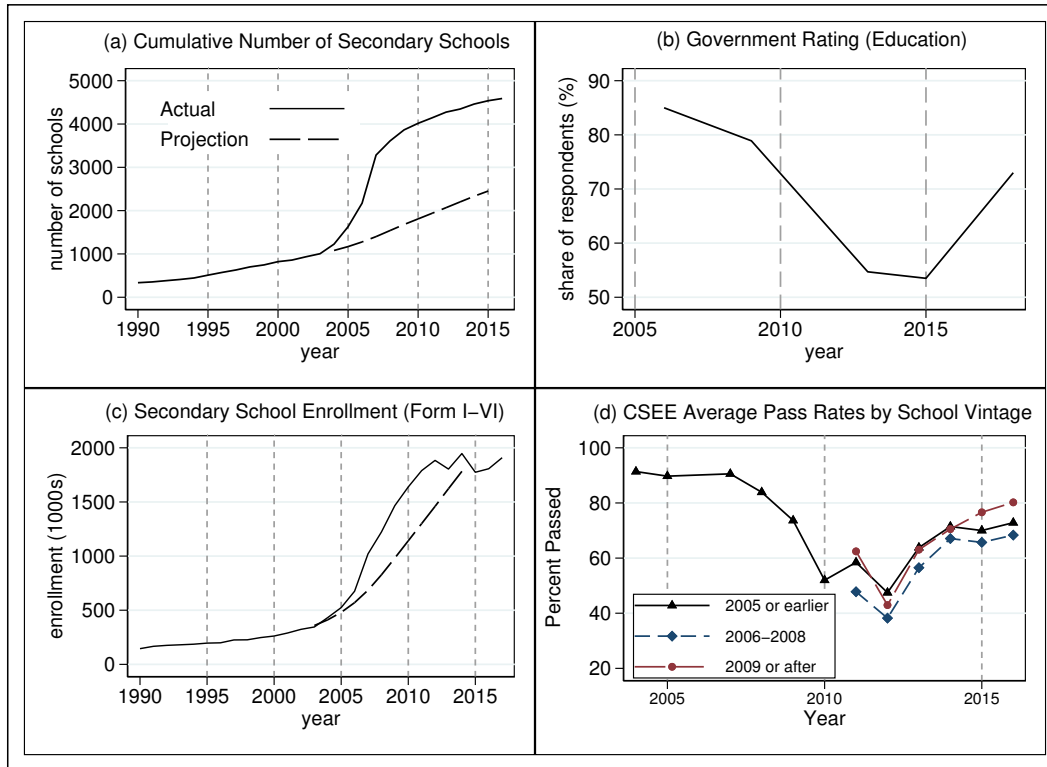 (a) Cumulative Number of Secondary Schools
number of schools
5000
4000
3000
2000
1000
0
Actual
Projection
1990 1995 2000 2005 2010 2015
year
(b) Government Rating (Education)
share of respondents (%)
90
80
70
60
50
2005 2010 2015
year
(c) Secondary School Enrollment (Form I–VI)
enrollment (1000s)
2000
1500
1000
500
0
1990 1995 2000 2005 2010 2015
year
(d) CSEE Average Pass Rates by School Vintage
Percent Passed
100
80
60
40
20
2005 or earlier
2006–2008
2009 or after
2005 2010 2015
Year